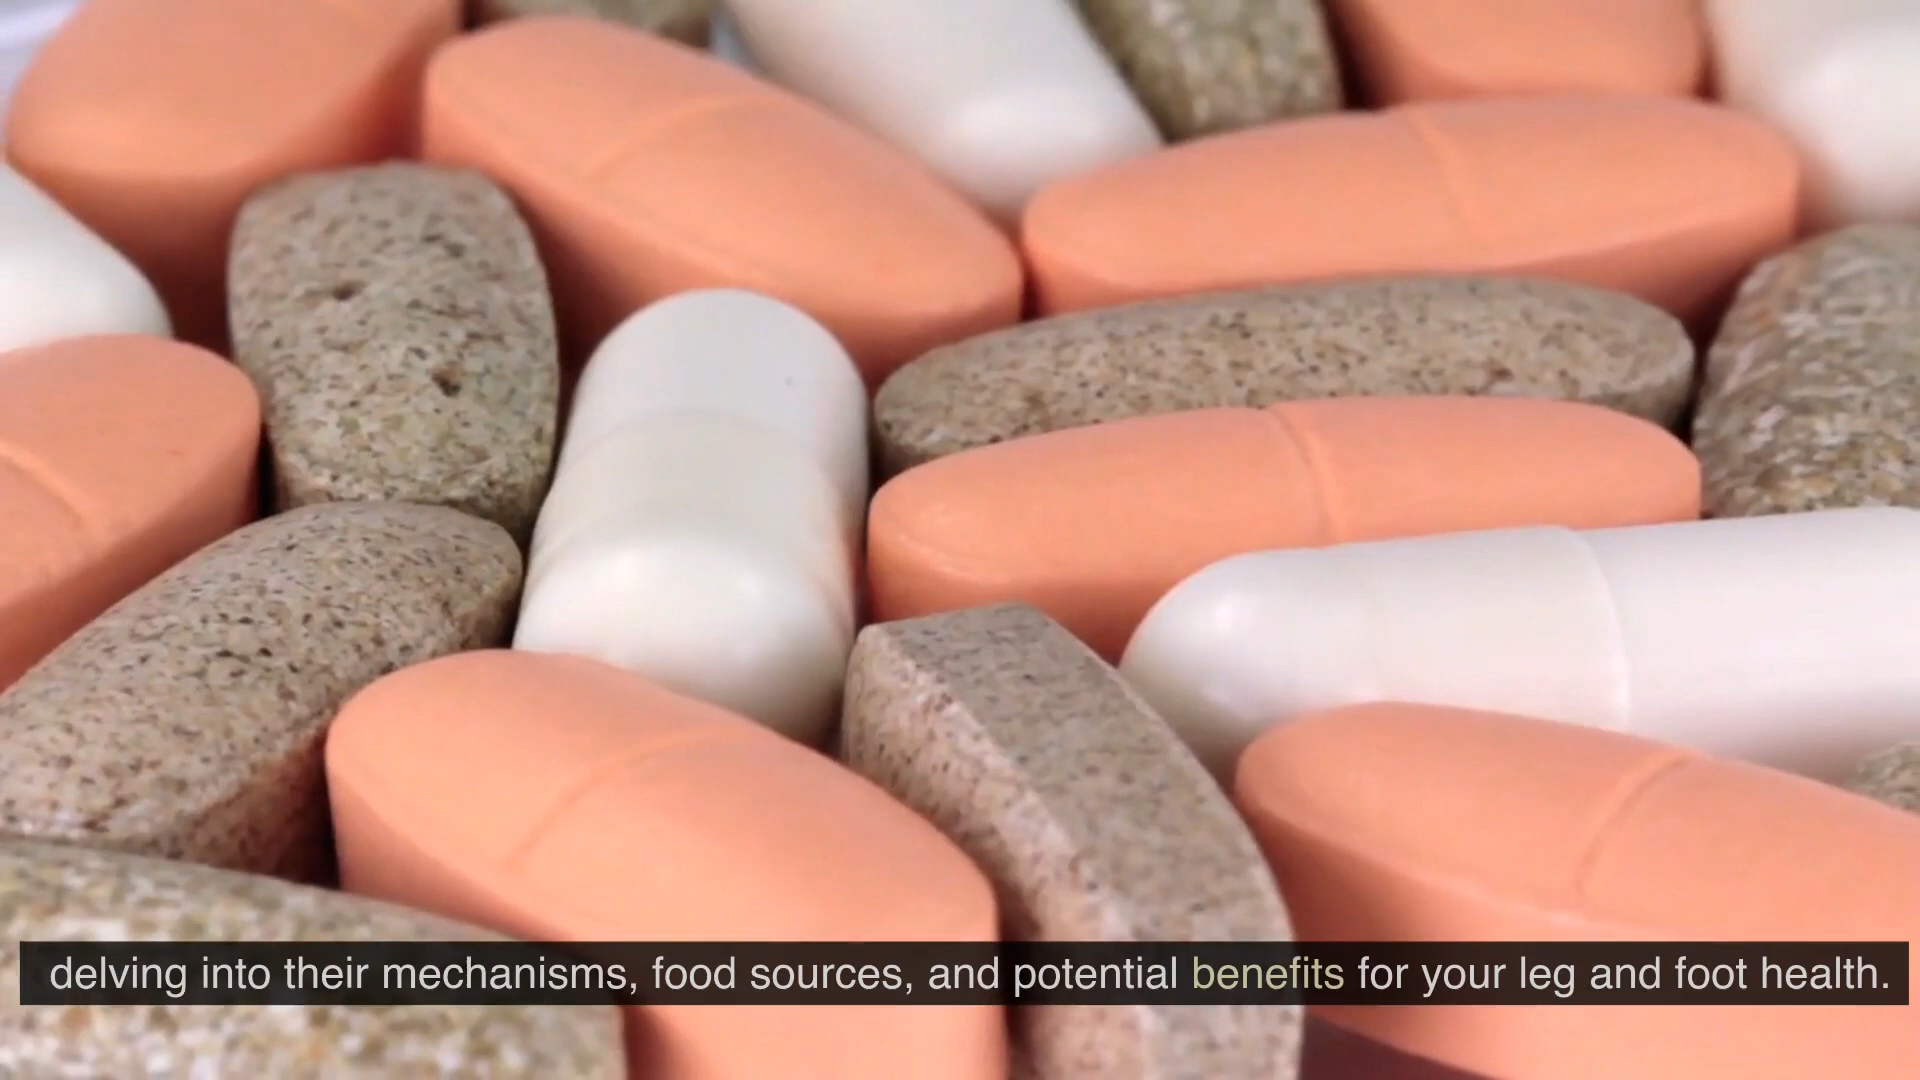 delving into their mechanisms, food sources, and potential benefits for your leg and foot health.